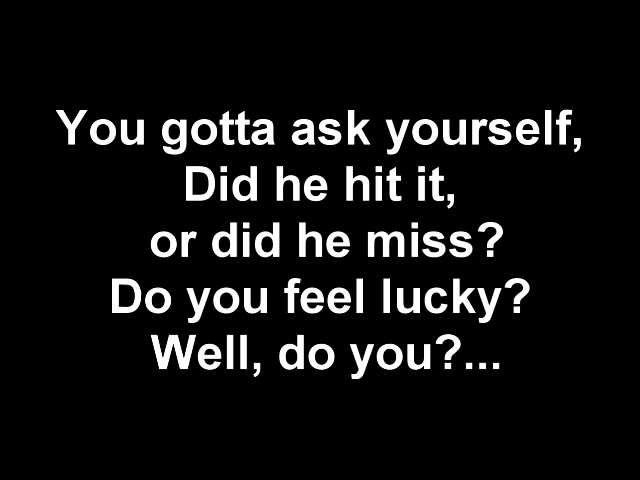 You gotta ask yourself,
Did he hit it,
or did he miss?
Do you feel lucky?
Well, do you?...